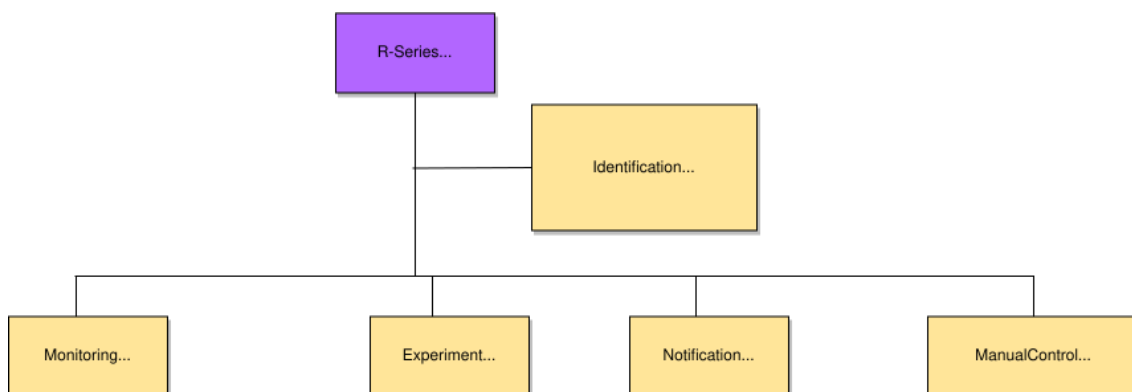 R-Series...
Identification...
Monitoring...
Experiment...
Notification...
ManualControl...